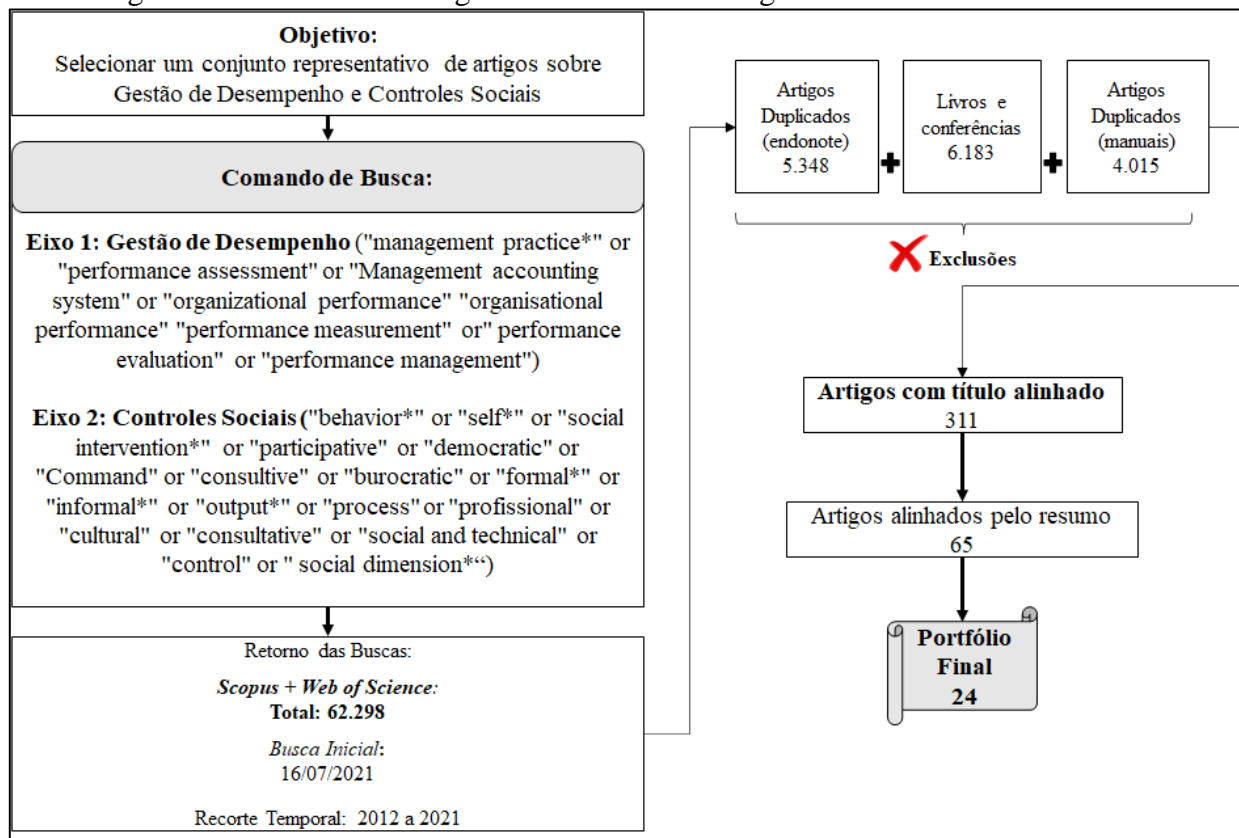 Objetivo:
Selecionar um conjunto representativo de artigos sobre
Gestão de Desempenho e Controles Sociais
Comando de Busca:
Eixo 1: Gestão de Desempenho ("management practice*" or
"performance assessment" or "Management accounting
system" or "organizational performance" "organisational
performance" "performance measurement" or" performance
evaluation" or "performance management")
Eixo 2: Controles Sociais ("behavior*" or "self*" or "social
intervention*" or "participative" or "democratic" or
"Command" or "consultive" or "burocratic" or "formal*" or
"informal*" or "output*" or "process" or "profissional" or
"cultural" or "consultative" or "social and technical" or
"control" or " social dimension*“)
Retorno das Buscas:
Scopus + Web of Science:
Total: 62.298
Busca Inicial:
16/07/2021
Recorte Temporal: 2012 a 2021
Artigos
Duplicados
(endonote)
5.348
Livros e
conferências
6.183
Artigos
Duplicados
(manuais)
4.015
Exclusões
Artigos com título alinhado
311
Artigos alinhados pelo resumo
65
Portfólio
Final
24